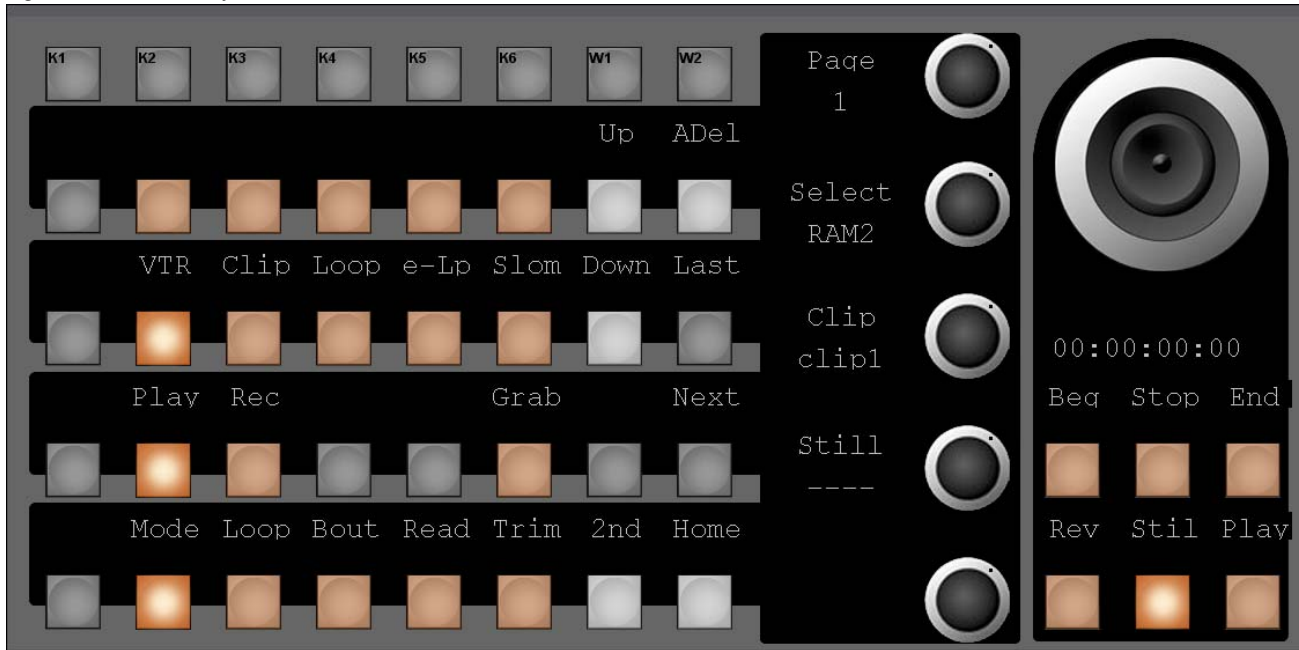 K1 K2 K3 K4 K5 K6 W1 W2
Page
1
Up ADel
Select
RAM2
VTR Clip Loop e-Lp Slom Down Last
Clip
clip1
00:00:00:00
Play Rec Grab Next
Beg Stop End
Still
----
Mode Loop Bout Read Trim 2nd Home
Rev Stil Play